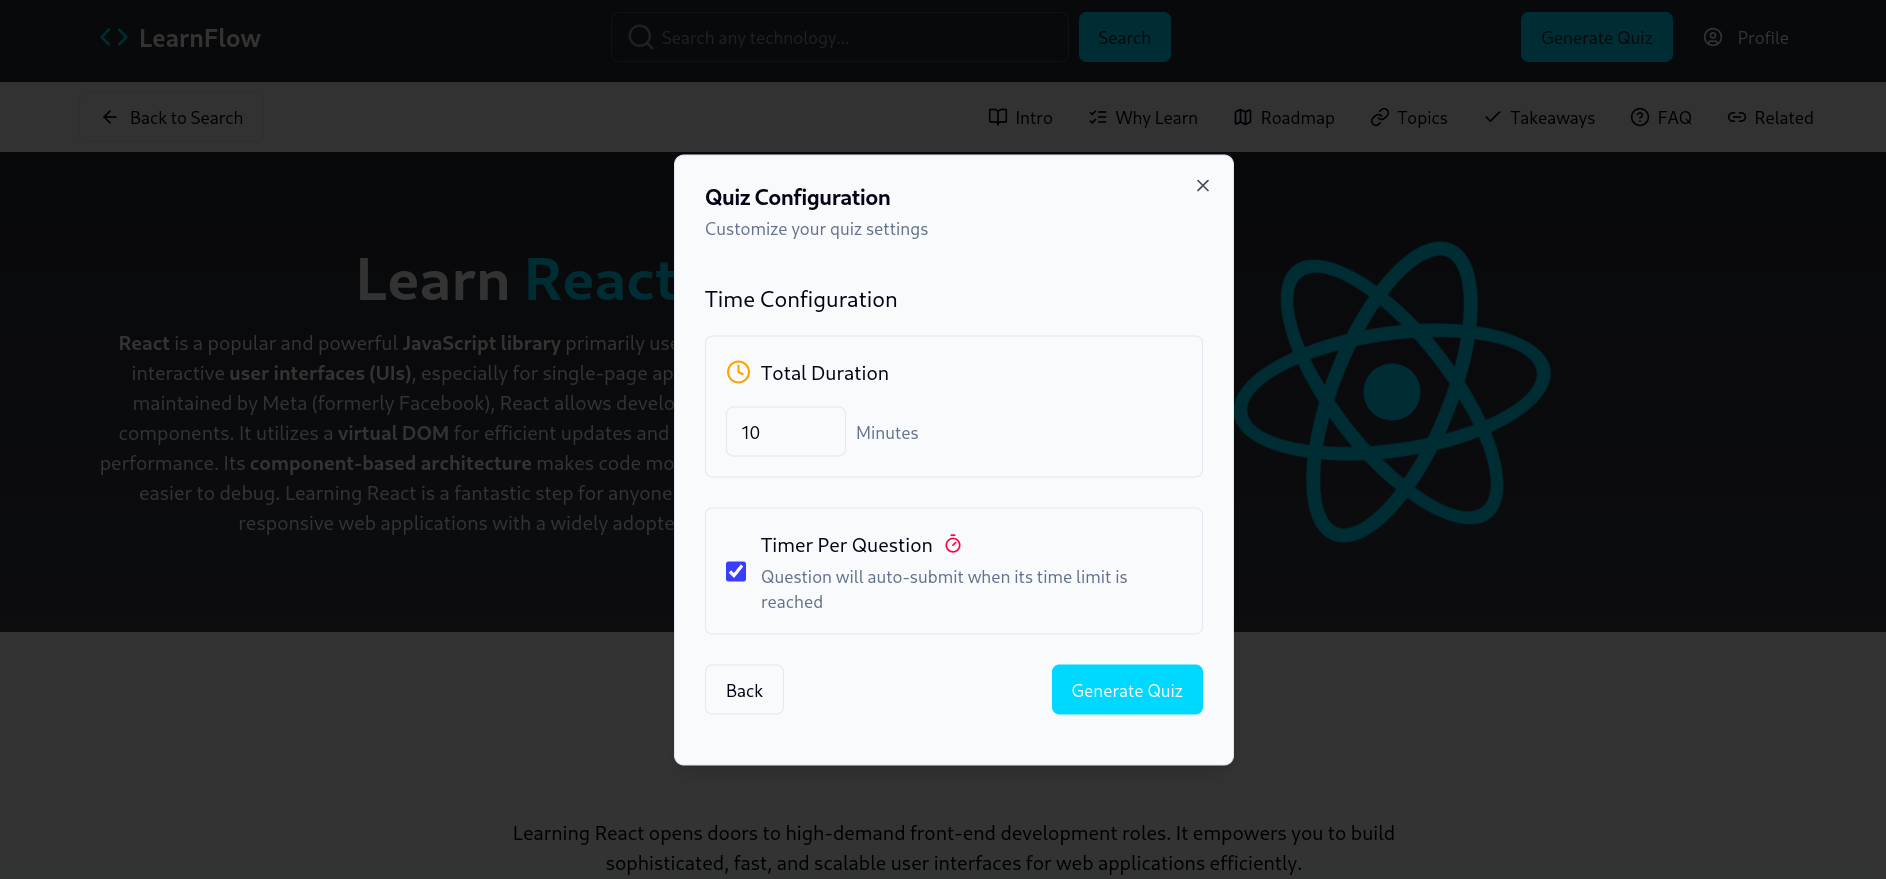 LearnFlow
Search any technology...
Search
Generate Quiz
Profile
Back to Search
Intro
Why Learn
Roadmap
Topics
Takeaways
FAQ
Related
Learn React
React is a popular and powerful JavaScript library primarily use
interactive user interfaces (UIs), especially for single-page ap
maintained by Meta (formerly Facebook), React allows develo
components. It utilizes a virtual DOM for efficient updates and
performance. Its component-based architecture makes code mo
easier to debug. Learning React is a fantastic step for anyone
responsive web applications with a widely adopte
Quiz Configuration
Customize your quiz settings
Time Configuration
Total Duration
10 Minutes
Timer Per Question
Question will auto-submit when its time limit is
reached
Back
Generate Quiz
Learning React opens doors to high-demand front-end development roles. It empowers you to build
sophisticated, fast, and scalable user interfaces for web applications efficiently.